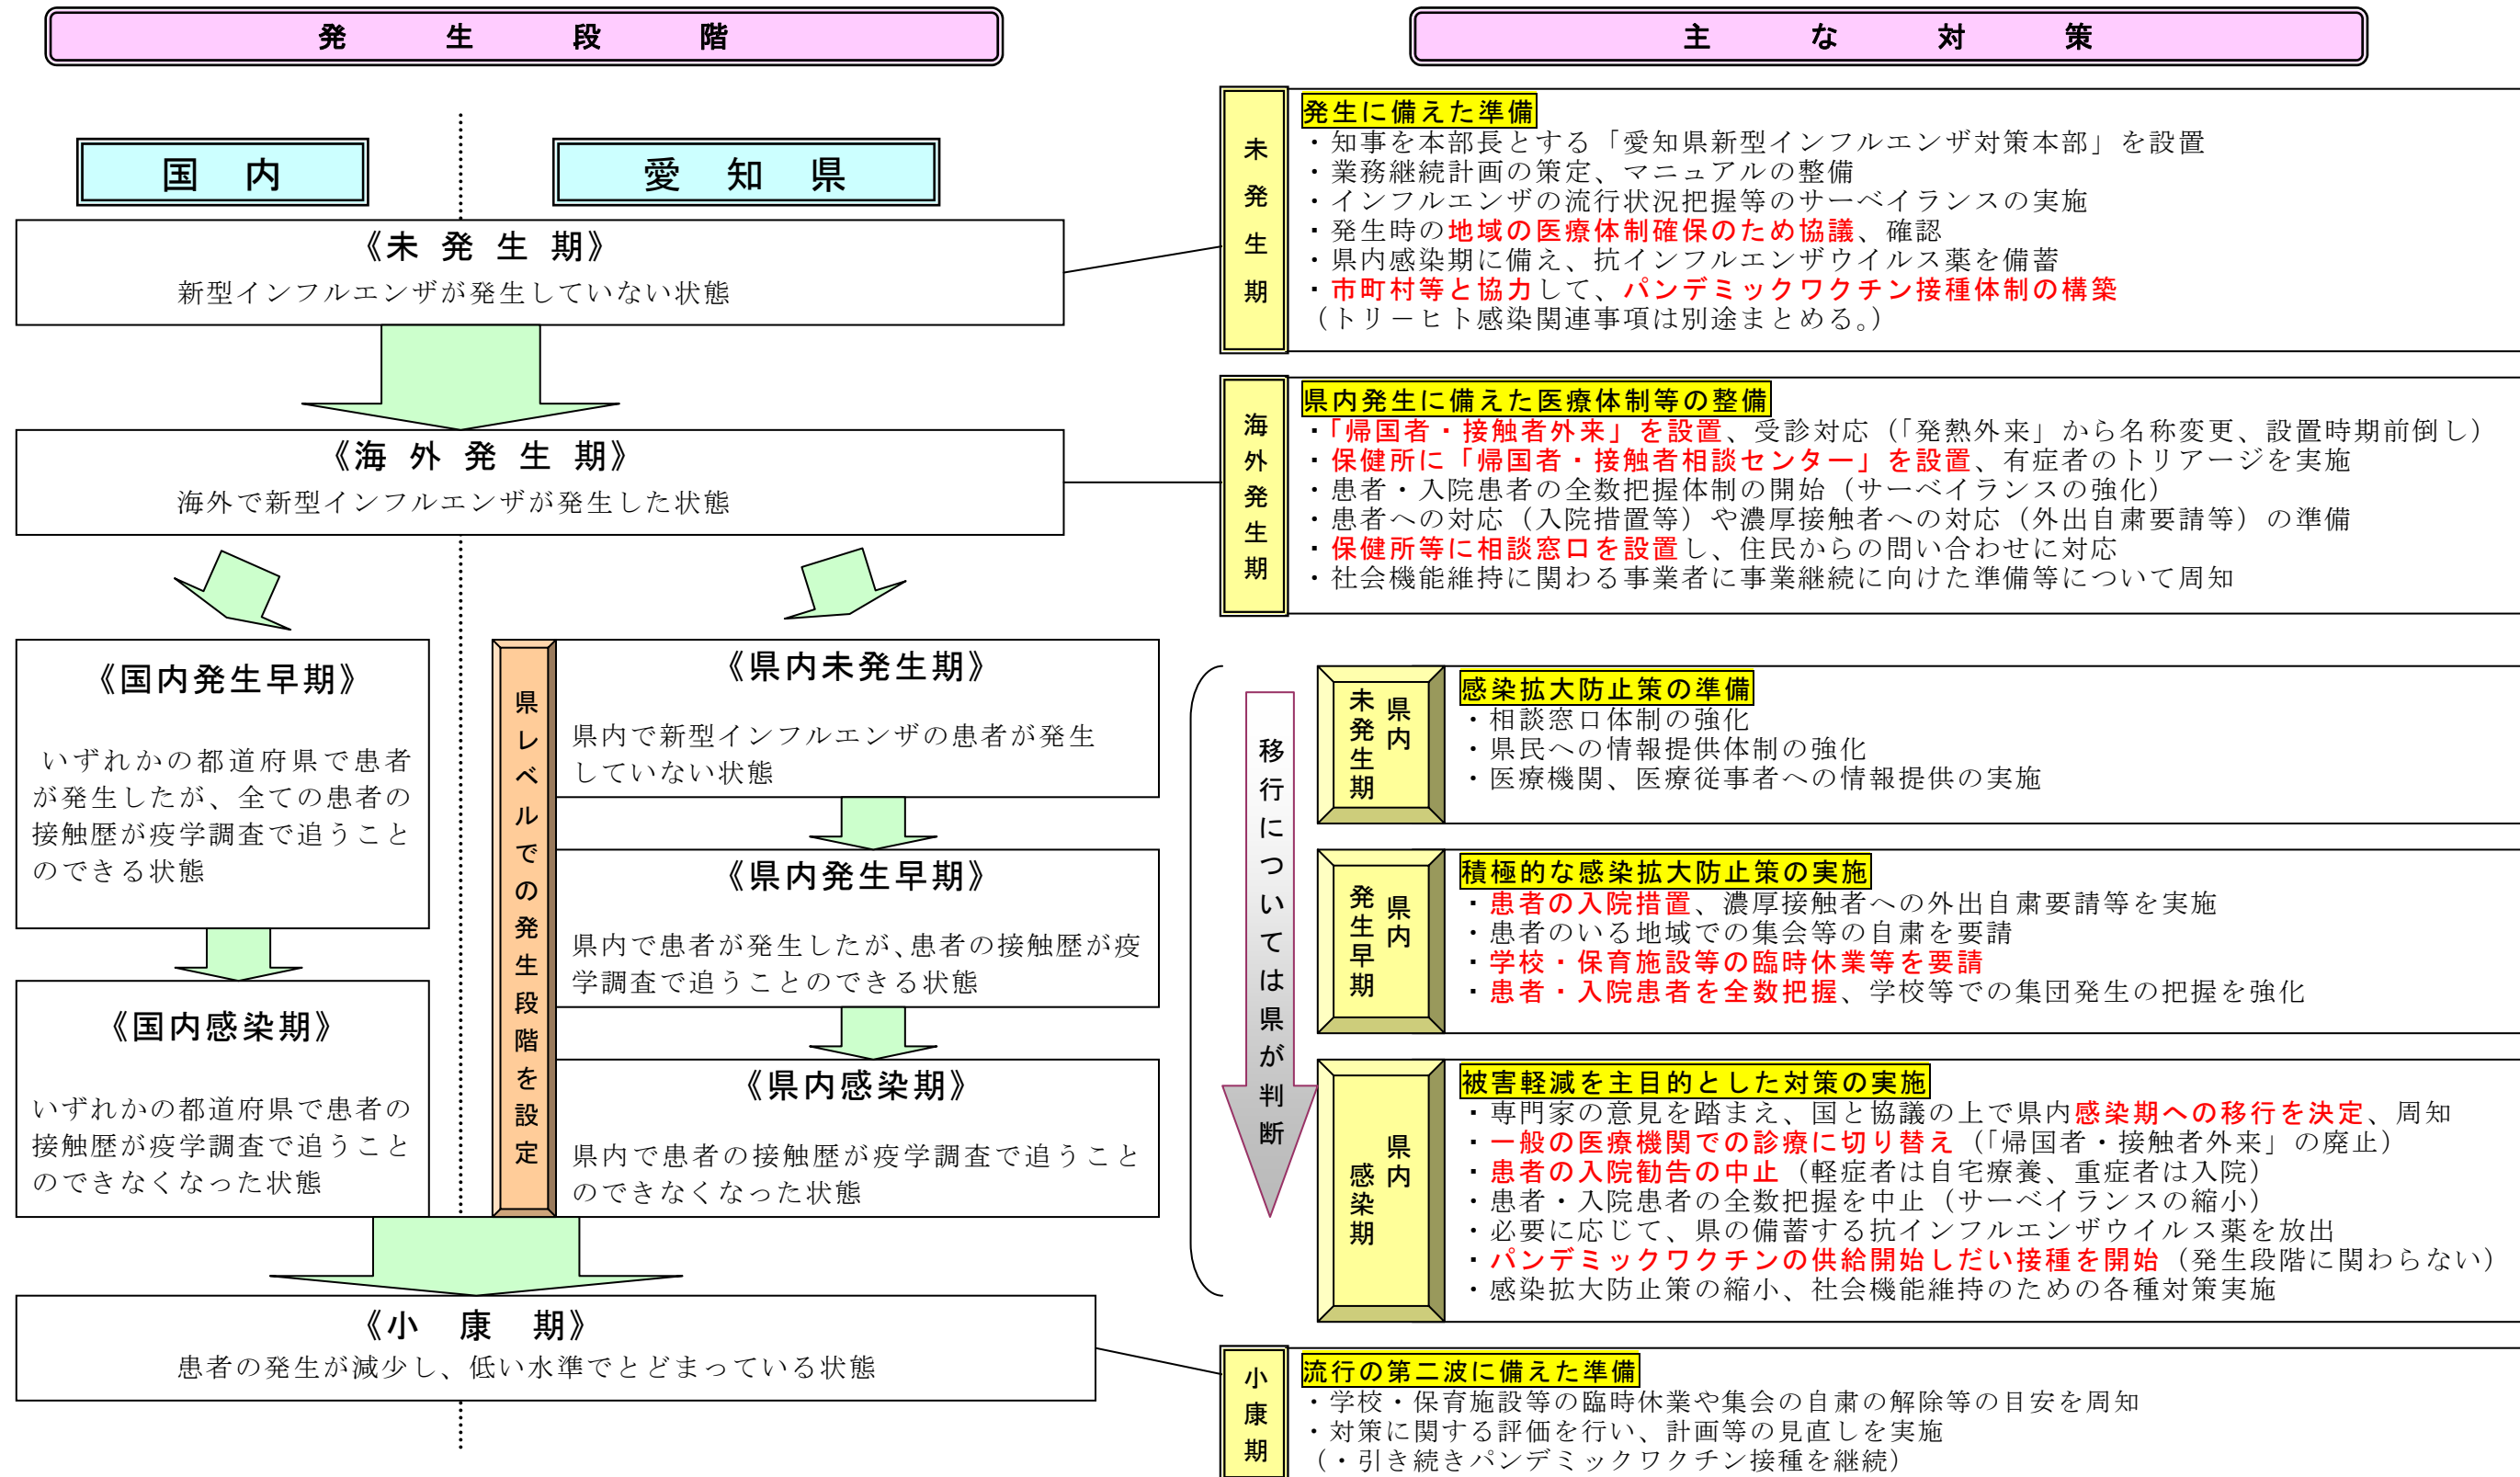 発生段階
主な対策
国内
愛知県
《未発生期》
新型インフルエンザが発生していない状態
《海外発生期》
海外で新型インフルエンザが発生した状態
《国内発生早期》
いずれかの都道府県で患者
が発生したが、全ての患者の
接触歴が疫学調査で追うこと
のできる状態
《国内感染期》
いずれかの都道府県で患者の
接触歴が疫学調査で追うこと
のできなくなった状態
県レベルでの発生段階を設定
《県内未発生期》
県内で新型インフルエンザの患者が発生
していない状態
《県内発生早期》
県内で患者が発生したが、患者の接触歴が疫
学調査で追うことのできる状態
《県内感染期》
県内で患者の接触歴が疫学調査で追うこと
のできなくなった状態
《小康期》
患者の発生が減少し、低い水準でとどまっている状態
未発生期
発生に備えた準備
・知事を本部長とする「愛知県新型インフルエンザ対策本部」を設置
・業務継続計画の策定、マニュアルの整備
・インフルエンザの流行状況把握等のサーベイランスの実施
・発生時の地域の医療体制確保のため協議、確認
・県内感染期に備え、抗インフルエンザウイルス薬を備蓄
・市町村等と協力して、パンデミックワクチン接種体制の構築
（トリーヒト感染関連事項は別途まとめる。）
海外発生期
県内発生に備えた医療体制等の整備
・「帰国者・接触者外来」を設置、受診対応（「発熱外来」から名称変更、設置時期前倒し）
・保健所に「帰国者・接触者相談センター」を設置、有症者のトリアージを実施
・患者・入院患者の全数把握体制の開始（サーベイランスの強化）
・患者への対応（入院措置等）や濃厚接触者への対応（外出自粛要請等）の準備
・保健所等に相談窓口を設置し、住民からの問い合わせに対応
・社会機能維持に関わる事業者に事業継続に向けた準備等について周知
移行については県が判断
県内
未発生期
感染拡大防止策の準備
・相談窓口体制の強化
・県民への情報提供体制の強化
・医療機関、医療従事者への情報提供の実施
県内
発生早期
積極的な感染拡大防止策の実施
・患者の入院措置、濃厚接触者への外出自粛要請等を実施
・患者のいる地域での集会等の自粛を要請
・学校・保育施設等の臨時休業等を要請
・患者・入院患者を全数把握、学校等での集団発生の把握を強化
県内
感染期
被害軽減を主目的とした対策の実施
・専門家の意見を踏まえ、国と協議の上で県内感染期への移行を決定、周知
・一般の医療機関での診療に切り替え（「帰国者・接触者外来」の廃止）
・患者の入院勧告の中止（軽症者は自宅療養、重症者は入院）
・患者・入院患者の全数把握を中止（サーベイランスの縮小）
・必要に応じて、県の備蓄する抗インフルエンザウイルス薬を放出
・パンデミックワクチンの供給開始しだい接種を開始（発生段階に関わらない）
・感染拡大防止策の縮小、社会機能維持のための各種対策実施
小康期
流行の第二波に備えた準備
・学校・保育施設等の臨時休業や集会の自粛の解除等の目安を周知
・対策に関する評価を行い、計画等の見直しを実施
（・引き続きパンデミックワクチン接種を継続）